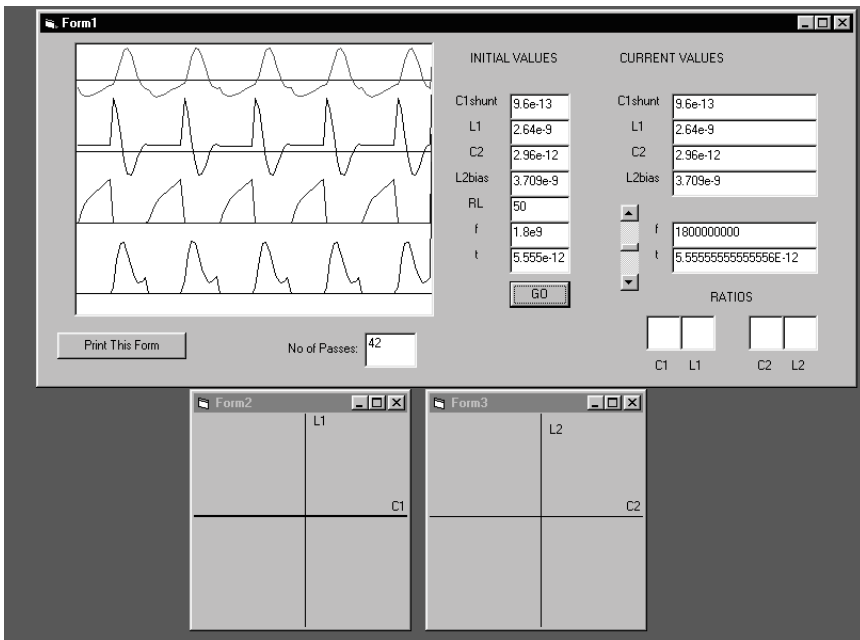 Form1
INITIAL VALUES CURRENT VALUES
C1shunt 9.6e-13 C1shunt 9.6e-13
L1 2.64e-9 L1 2.64e-9
C2 2.96e-12 C2 2.96e-12
L2bias 3.709e-9 L2bias 3.709e-9
RL 50
f 1.8e9 f 1800000000
t 5.555e-12 t 5.55555555555556E-12
GO RATIOS
Print This Form No of Passes: 42
C1 L1 C2 L2
Form2 Form3
L1 L2
C1 C2